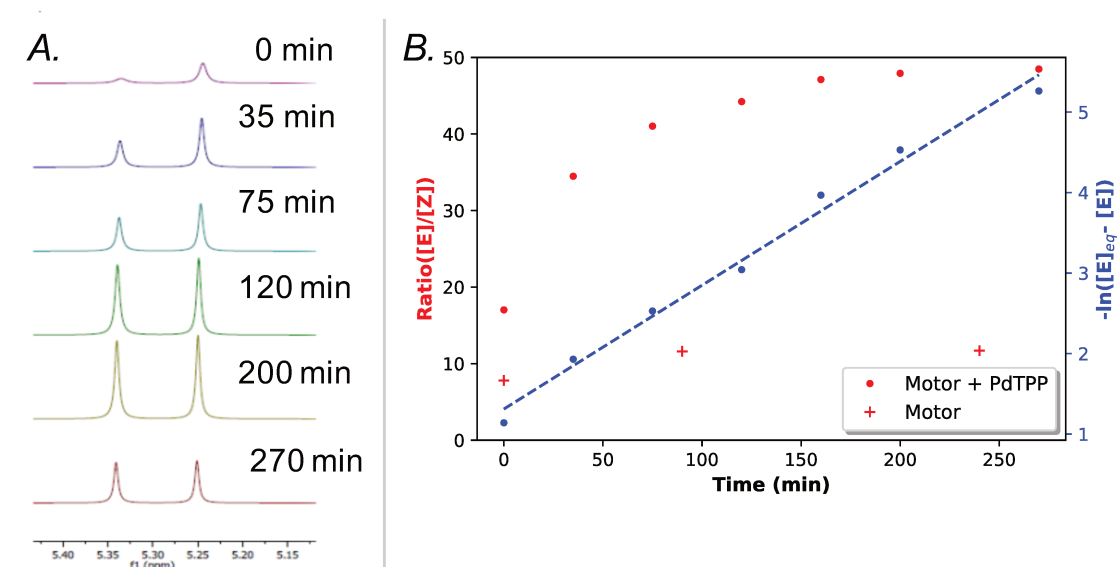 A.
0 min
35 min
75 min
120 min
200 min
270 min
5.40 5.35 5.30 5.25 5.20 5.15
f1 (ppm)
B.
50
40
30
20
10
0
Ratio([E]/[Z])
0 50 100 150 200 250
Time (min)
5
4
3
2
1
-ln([E]eq- [E])
Motor + PdTPP
Motor